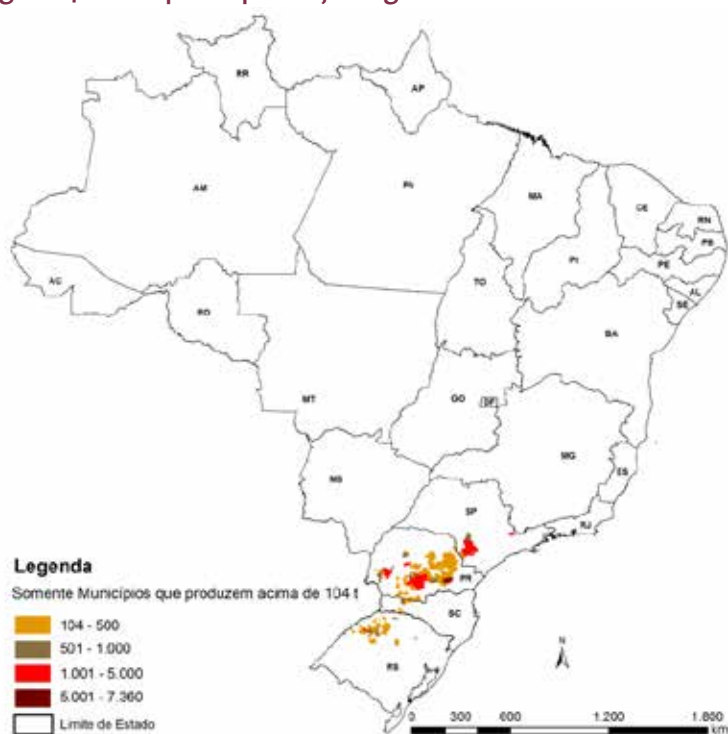 RR
AP
AM
PA
MA
CE
RN
PB
PE
PI
AL
SE
AC
RO
TO
BA
MT
GO
DF
MG
ES
MS
SP
RJ
PR
SC
RS
Legenda
Somente Municípios que produzem acima de 104 t
104 - 500
501 - 1.000
1.001 - 5.000
5.001 - 7.360
Limite de Estado
N
0 300 600 1.200 1.800
km